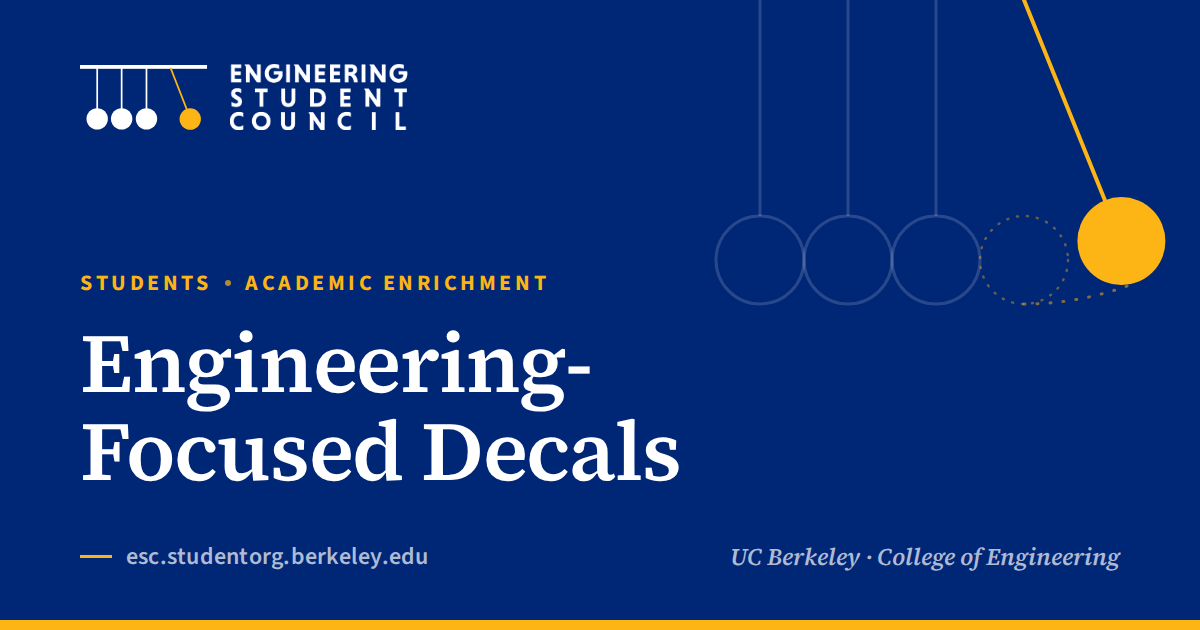 ENGINEERING
STUDENT
COUNCIL
STUDENTS • ACADEMIC ENRICHMENT
Engineering-
Focused Decals
esc.studentorg.berkeley.edu
UC Berkeley · College of Engineering